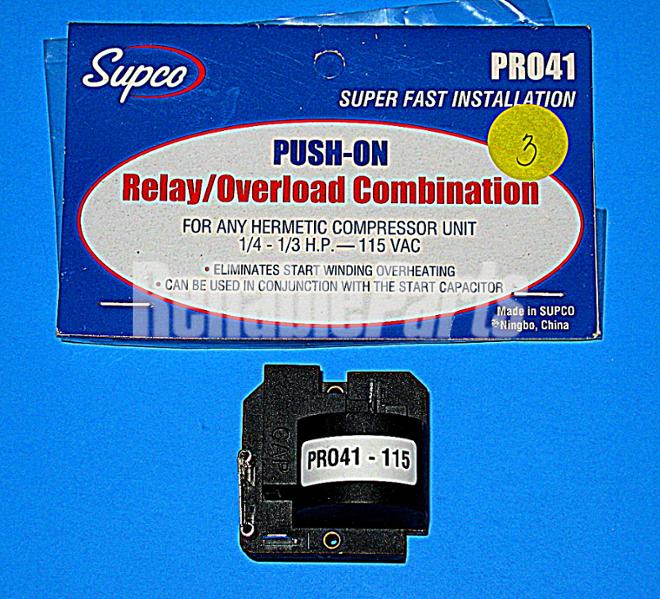 Supco
PRO41
SUPER FAST INSTALLATION
3
PUSH-ON
Relay/Overload Combination
FOR ANY HERMETIC COMPRESSOR UNIT
1/4 - 1/3 H.P. — 115 VAC
• ELIMINATES START WINDING OVERHEATING
• CAN BE USED IN CONJUNCTION WITH THE START CAPACITOR
ReliableParts
Made in SUPCO
Ningbo, China
CAP
PRO41 - 115